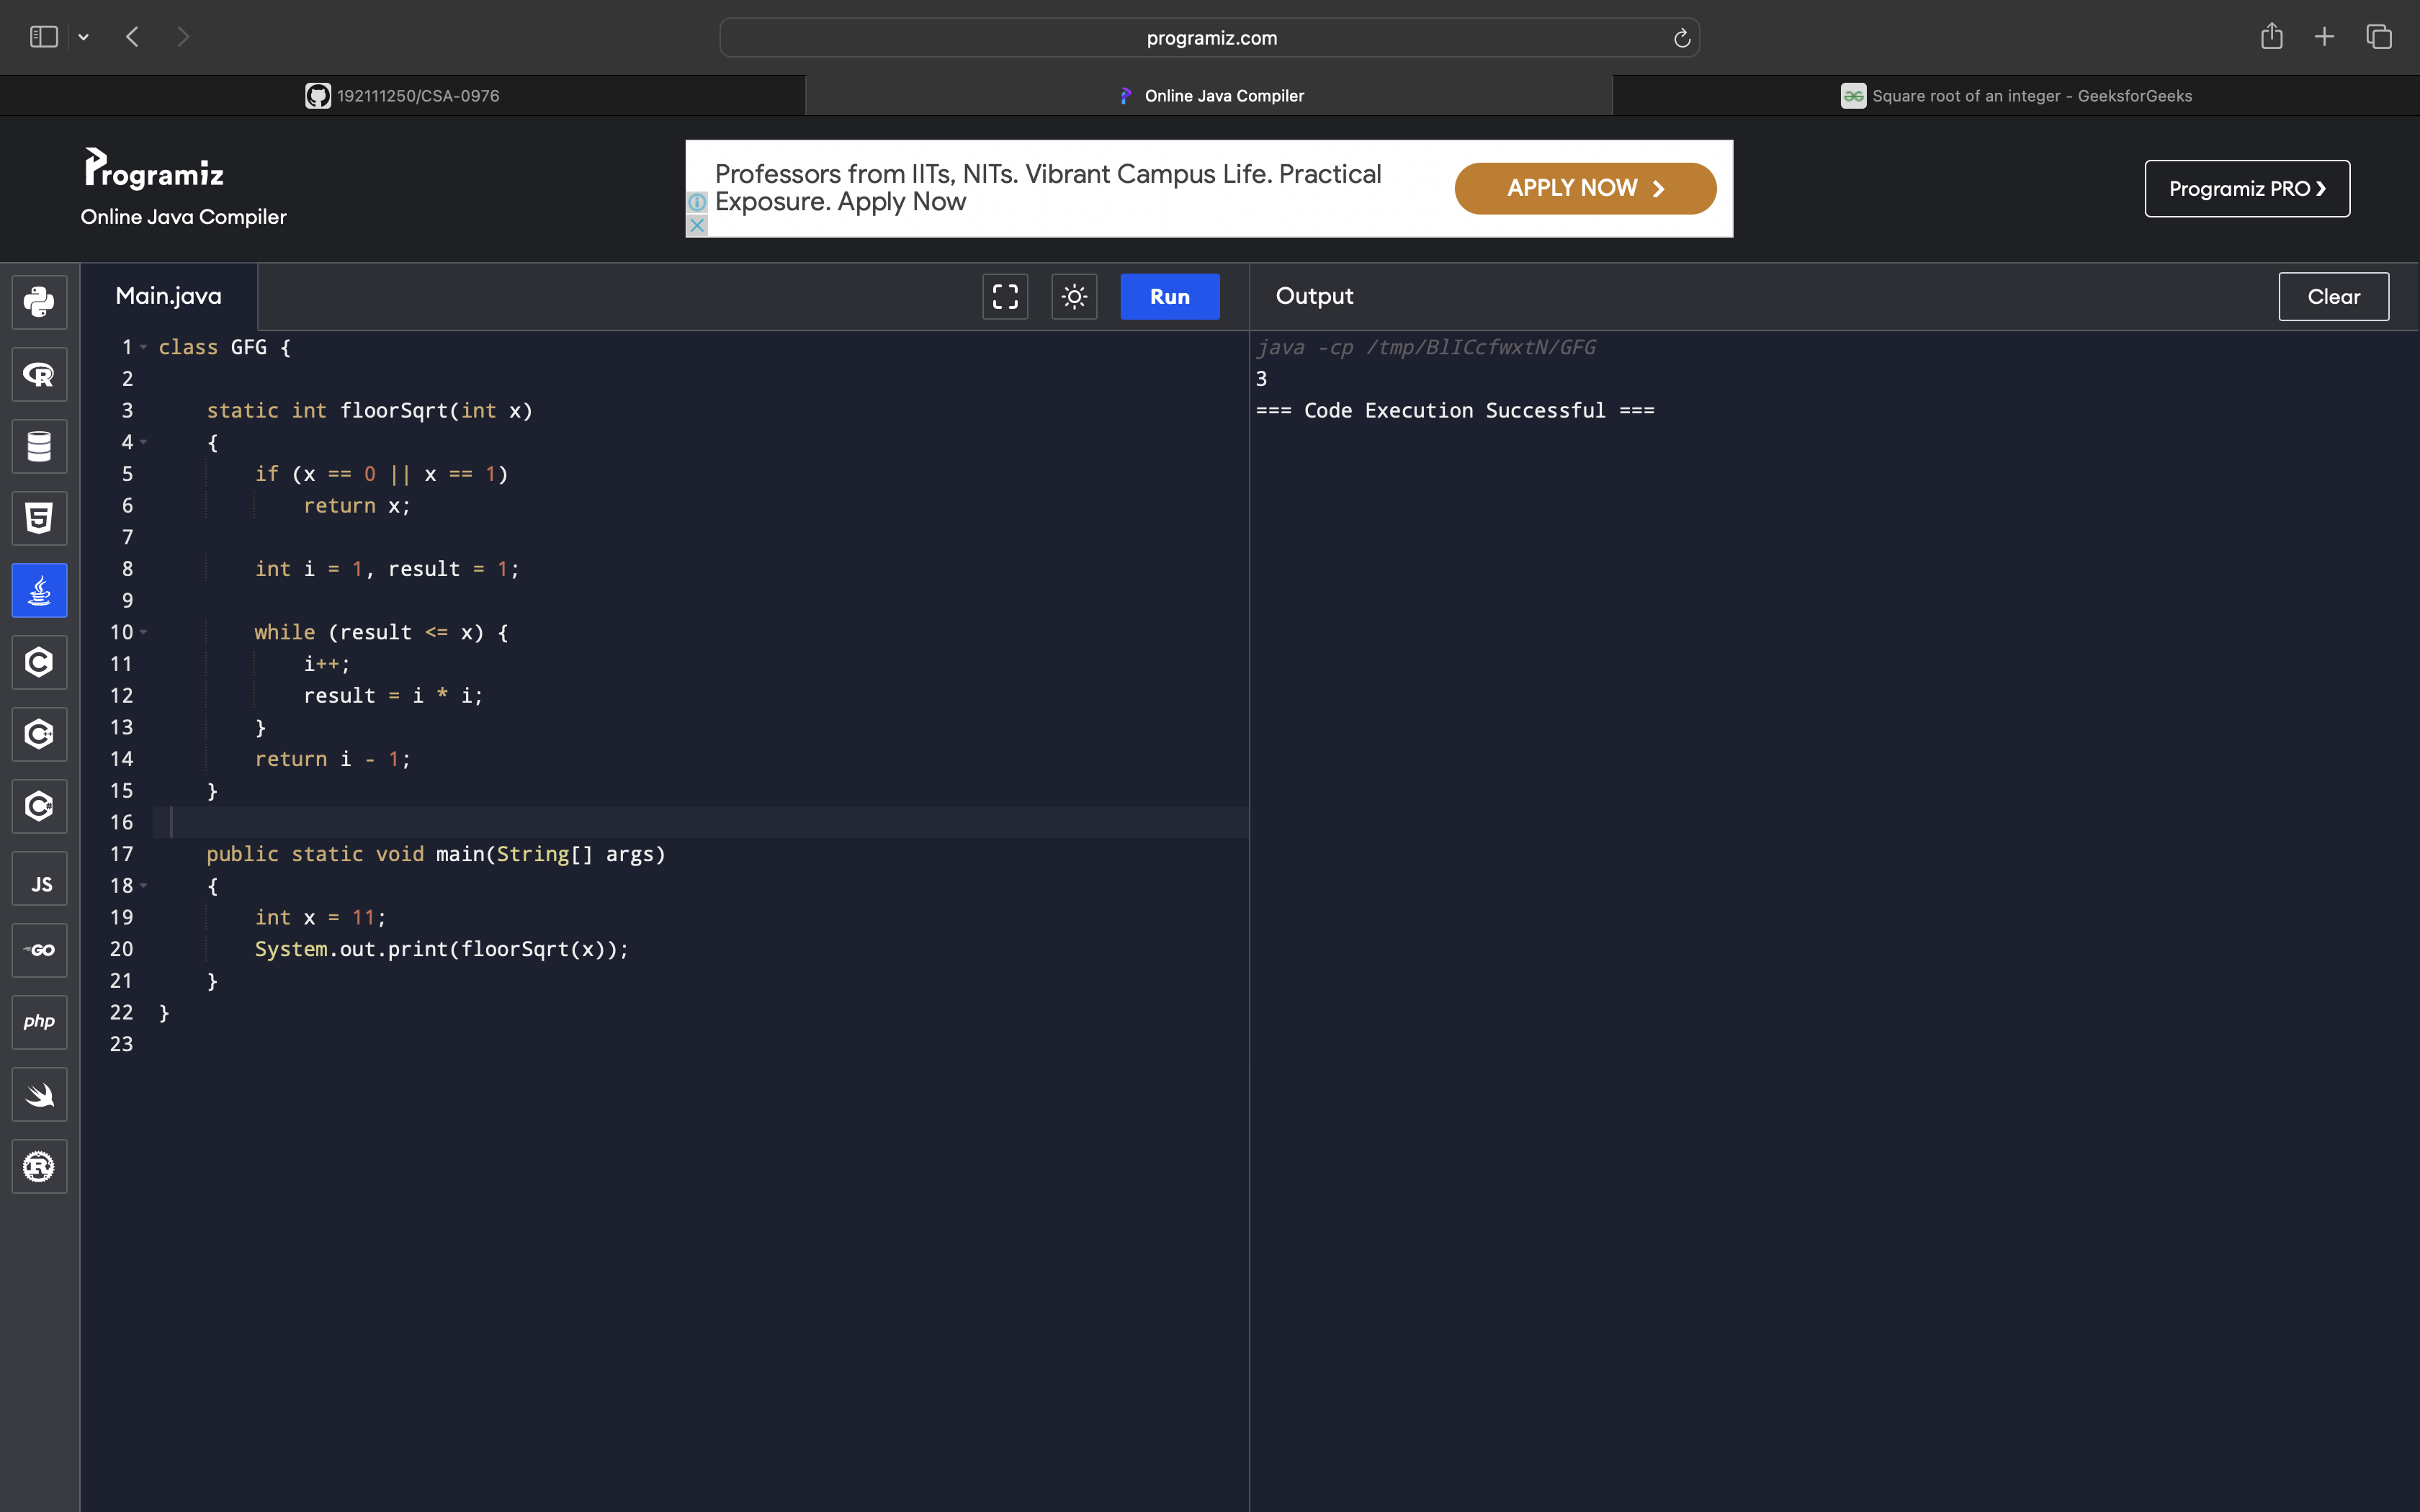 programiz.com
192111250/CSA-0976
Online Java Compiler
Square root of an integer - GeeksforGeeks
Programiz
Online Java Compiler
Professors from IITs, NITs. Vibrant Campus Life. Practical
Exposure. Apply Now
APPLY NOW
Programiz PRO
Main.java
Run
Output
Clear
1 class GFG {
2
3 static int floorSqrt(int x)
4 {
5 if (x == 0 || x == 1)
6 return x;
7
8 int i = 1, result = 1;
9
10 while (result <= x) {
11 i++;
12 result = i * i;
13 }
14 return i - 1;
15 }
16
17 public static void main(String[] args)
18 {
19 int x = 11;
20 System.out.print(floorSqrt(x));
21 }
22 }
23
java -cp /tmp/BlICcfwxtN/GFG
3
=== Code Execution Successful ===
R
5
C
C++
C#
JS
GO
php
R